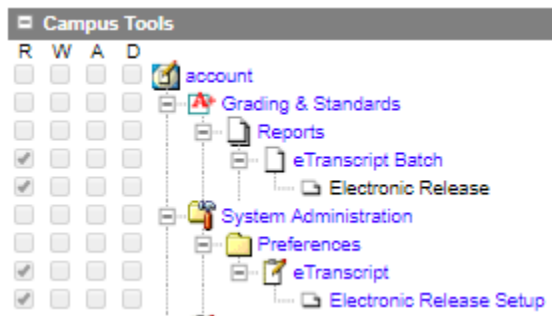 Campus Tools
R W A D
account
Grading & Standards
Reports
eTranscript Batch
Electronic Release
System Administration
Preferences
eTranscript
Electronic Release Setup